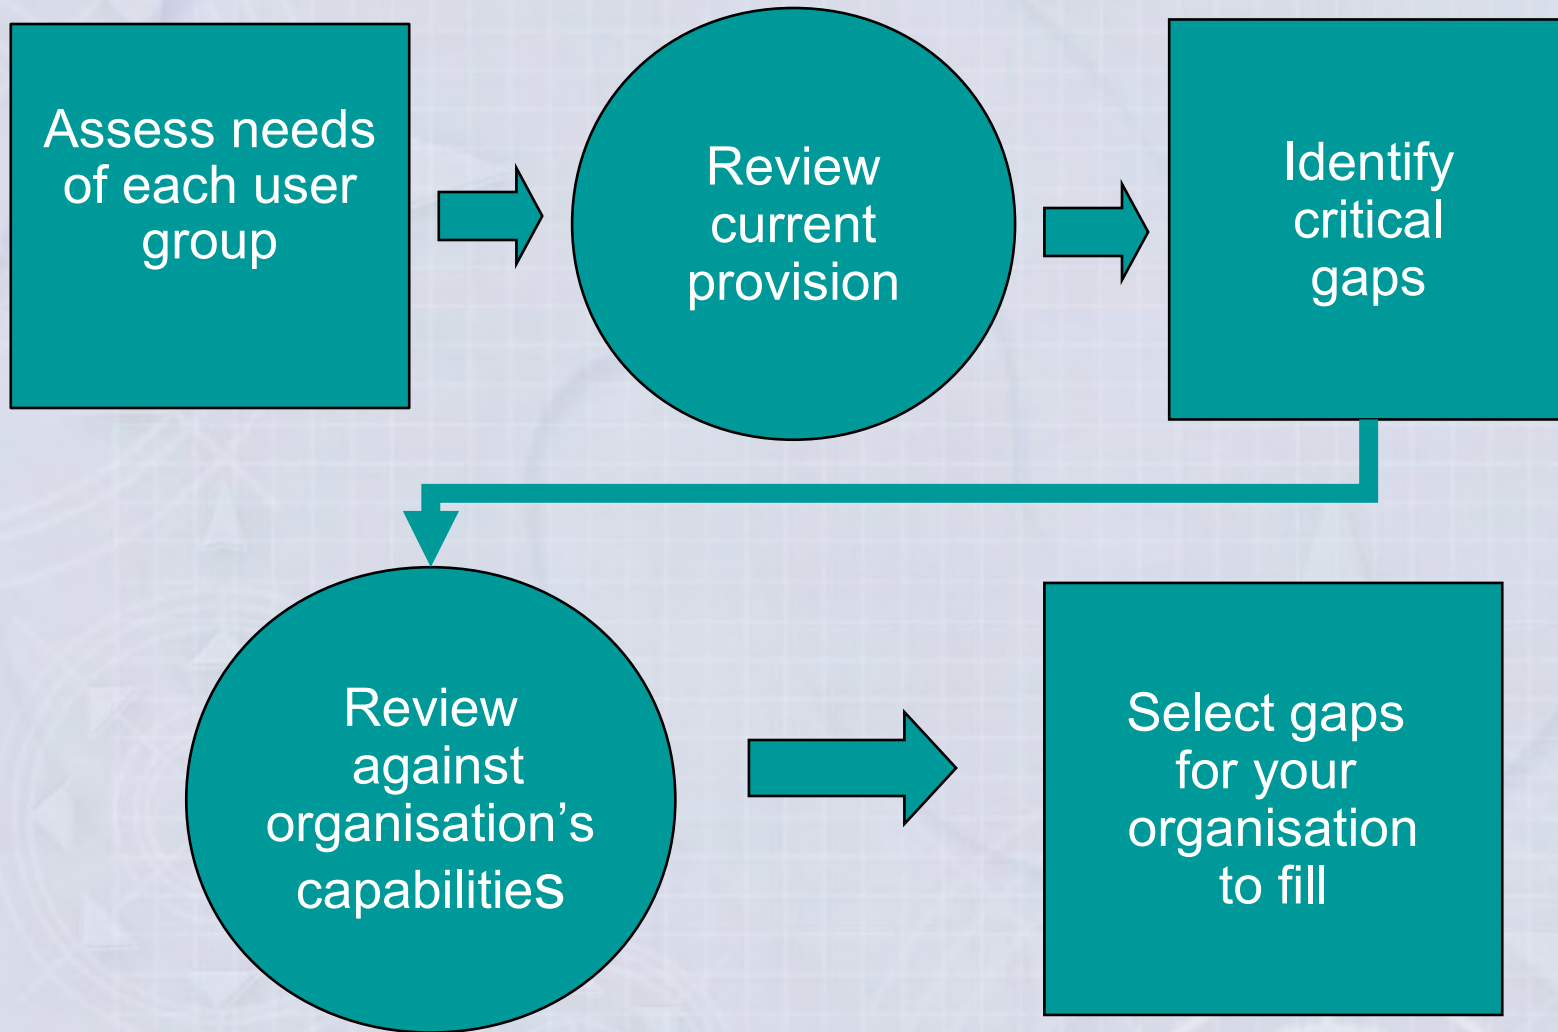 Assess needs
of each user
group
Review
current
provision
Identify
critical
gaps
Review
against
organisation’s
capabilities
Select gaps
for your
organisation
to fill